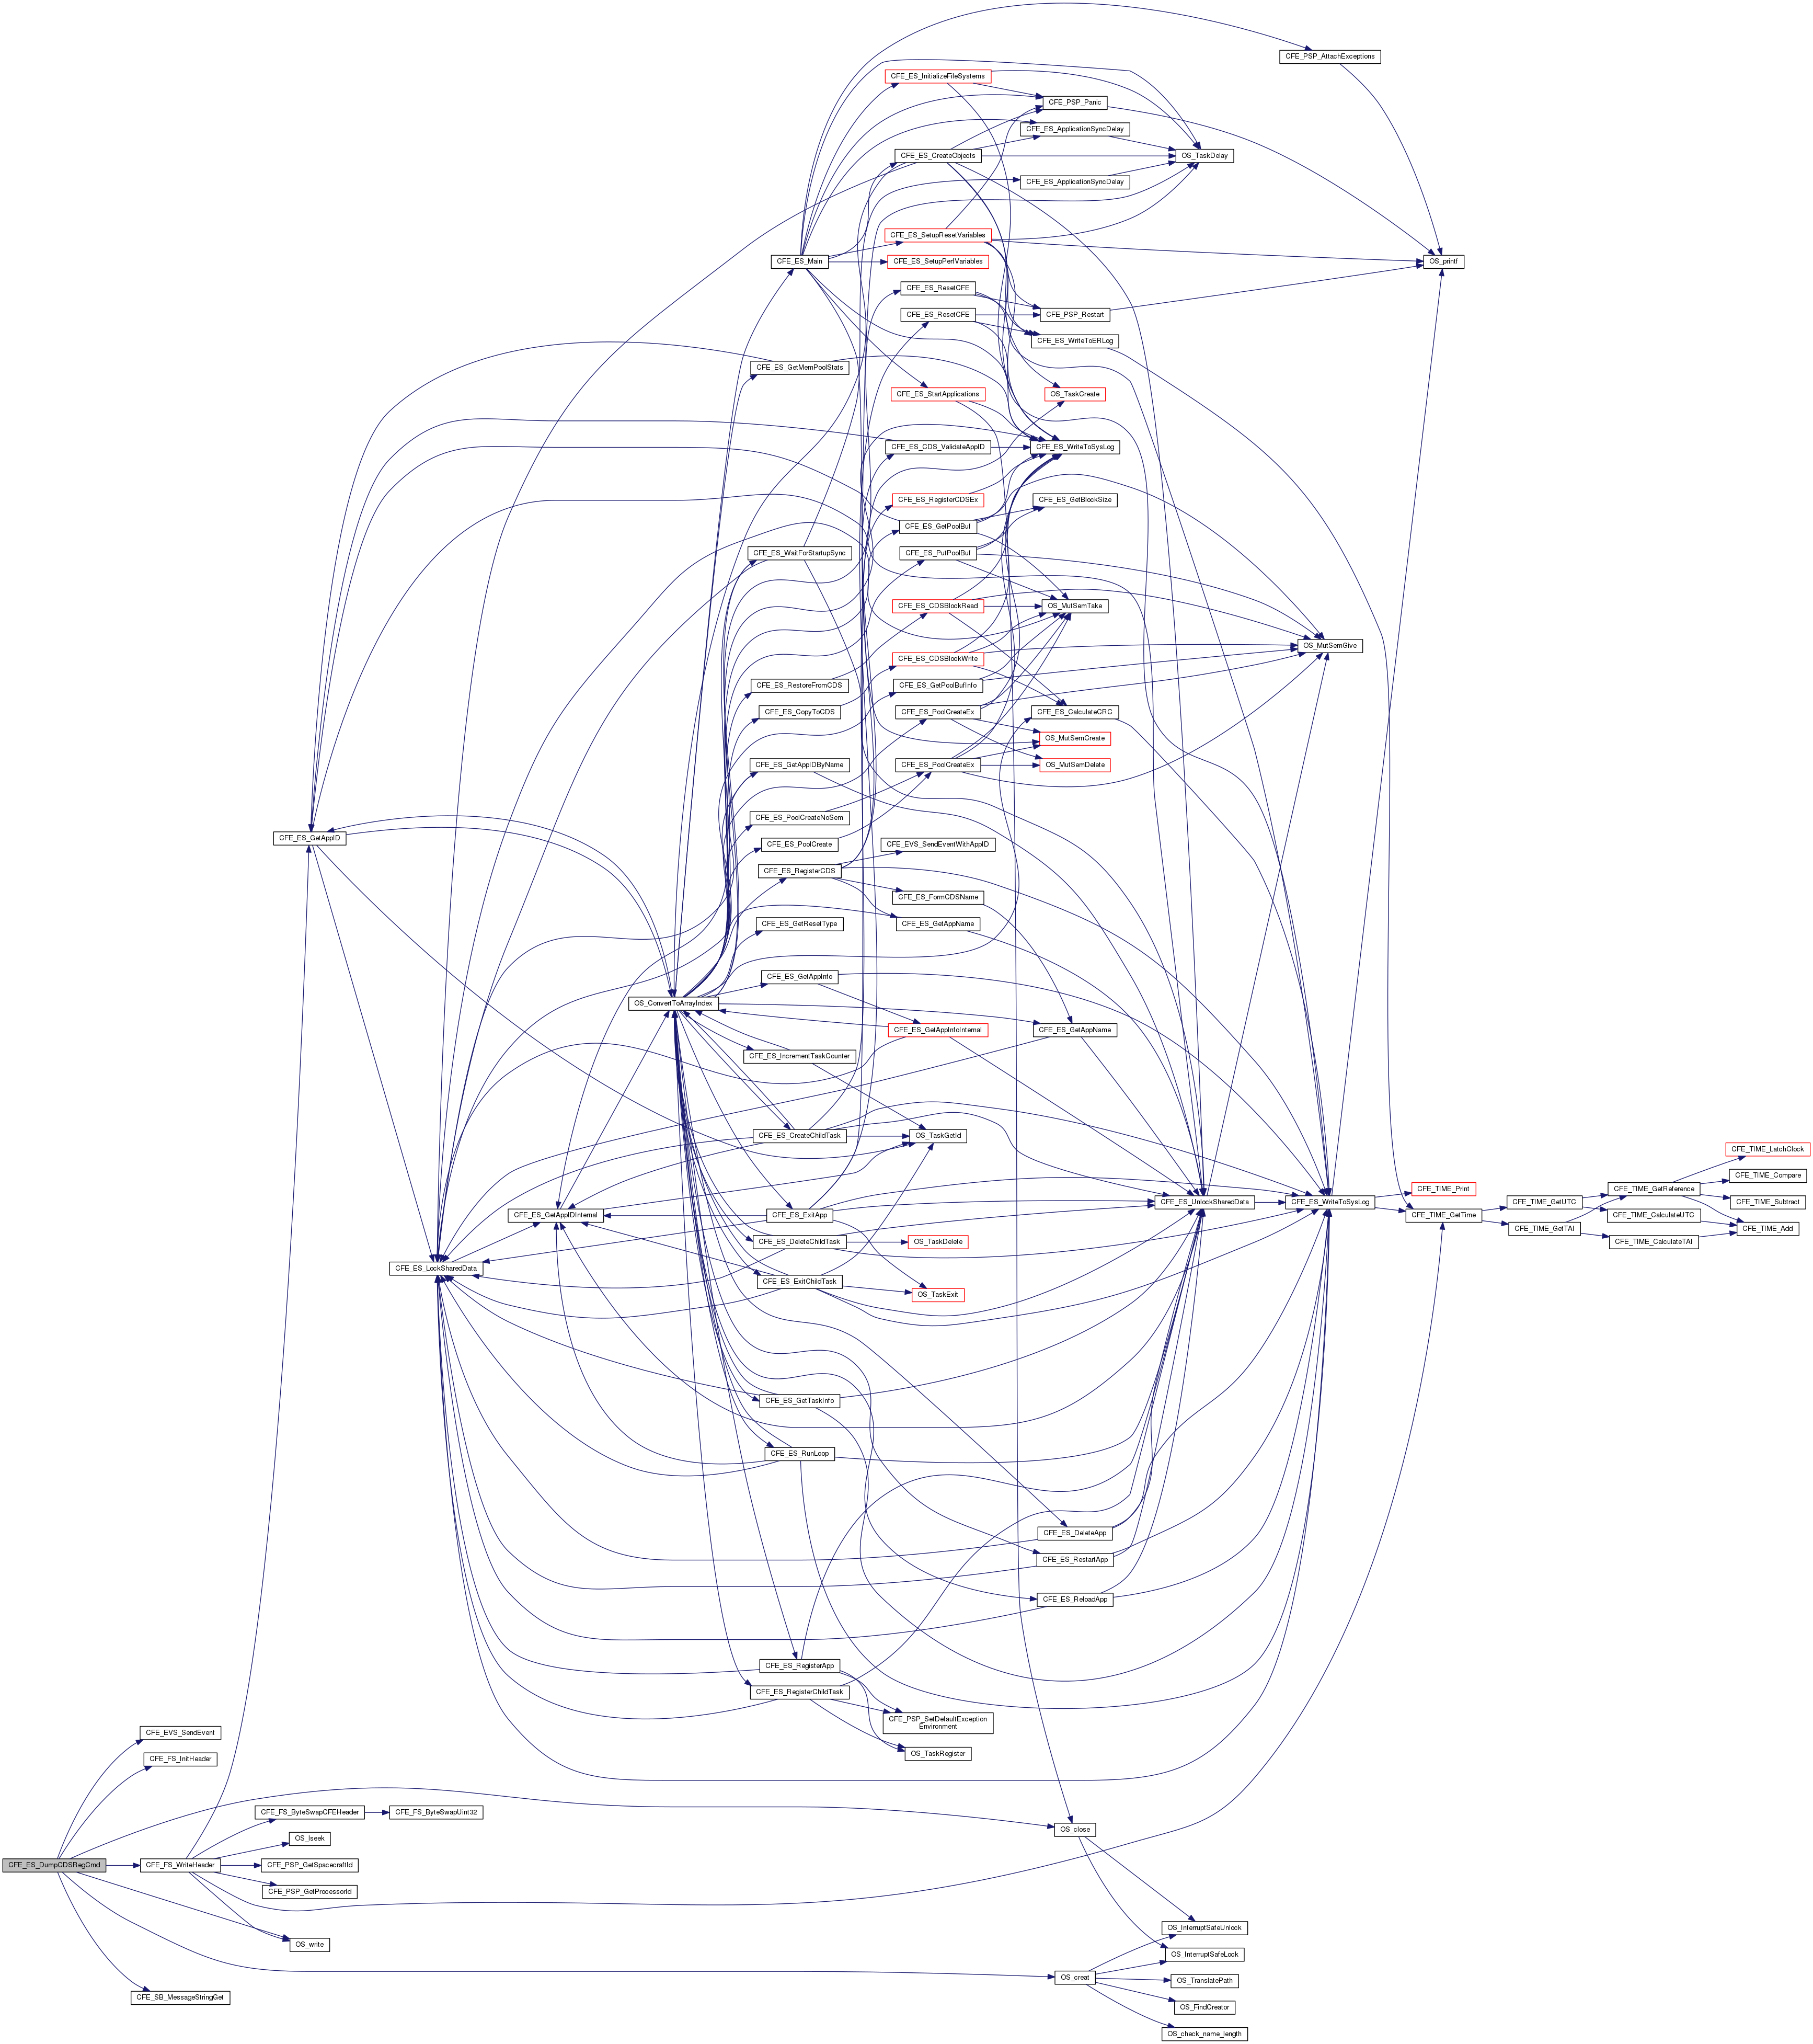 CFE_PSP_AttachExceptions
CFE_ES_InitializeFileSystems
CFE_PSP_Panic
CFE_ES_ApplicationSyncDelay
CFE_ES_CreateObjects
OS_TaskDelay
CFE_ES_ApplicationSyncDelay
CFE_ES_SetupResetVariables
CFE_ES_Main
CFE_ES_SetupPerfVariables
OS_printf
CFE_ES_ResetCFE
CFE_ES_ResetCFE
CFE_PSP_Restart
CFE_ES_WriteToERLog
CFE_ES_GetMemPoolStats
CFE_ES_StartApplications
OS_TaskCreate
CFE_ES_CDS_ValidateAppID
CFE_ES_WriteToSysLog
CFE_ES_RegisterCDSEx
CFE_ES_GetBlockSize
CFE_ES_GetPoolBuf
CFE_ES_WaitForStartupSync
CFE_ES_PutPoolBuf
CFE_ES_CDSBlockRead
OS_MutSemTake
OS_MutSemGive
CFE_ES_CDSBlockWrite
CFE_ES_RestoreFromCDS
CFE_ES_GetPoolBufInfo
CFE_ES_CopyToCDS
CFE_ES_PoolCreateEx
CFE_ES_CalculateCRC
OS_MutSemCreate
CFE_ES_GetAppIDByName
CFE_ES_PoolCreateEx
OS_MutSemDelete
CFE_ES_PoolCreateNoSem
CFE_ES_GetAppID
CFE_ES_PoolCreate
CFE_EVS_SendEventWithAppID
CFE_ES_RegisterCDS
CFE_ES_FormCDSName
CFE_ES_GetResetType
CFE_ES_GetAppName
CFE_ES_GetAppInfo
OS_ConvertToArrayIndex
CFE_ES_GetAppInfoInternal
CFE_ES_GetAppName
CFE_ES_IncrementTaskCounter
CFE_ES_CreateChildTask
OS_TaskGetId
CFE_TIME_LatchClock
CFE_TIME_Compare
CFE_TIME_GetReference
CFE_TIME_Print
CFE_ES_UnlockSharedData
CFE_ES_WriteToSysLog
CFE_TIME_GetUTC
CFE_TIME_Subtract
CFE_ES_GetAppIDInternal
CFE_ES_ExitApp
CFE_TIME_GetTime
CFE_TIME_CalculateUTC
CFE_TIME_GetTAI
CFE_TIME_Add
CFE_ES_DeleteChildTask
OS_TaskDelete
CFE_TIME_CalculateTAI
CFE_ES_LockSharedData
CFE_ES_ExitChildTask
OS_TaskExit
CFE_ES_GetTaskInfo
CFE_ES_RunLoop
CFE_ES_DeleteApp
CFE_ES_RestartApp
CFE_ES_ReloadApp
CFE_ES_RegisterApp
CFE_ES_RegisterChildTask
CFE_PSP_SetDefaultException
Environment
CFE_EVS_SendEvent
CFE_FS_InitHeader
OS_TaskRegister
CFE_FS_ByteSwapCFEHeader
CFE_FS_ByteSwapUint32
OS_close
OS_lseek
CFE_ES_DumpCDSRegCmd
CFE_FS_WriteHeader
CFE_PSP_GetSpacecraftId
CFE_PSP_GetProcessorId
OS_InterruptSafeUnlock
OS_write
OS_InterruptSafeLock
OS_creat
OS_TranslatePath
CFE_SB_MessageStringGet
OS_FindCreator
OS_check_name_length